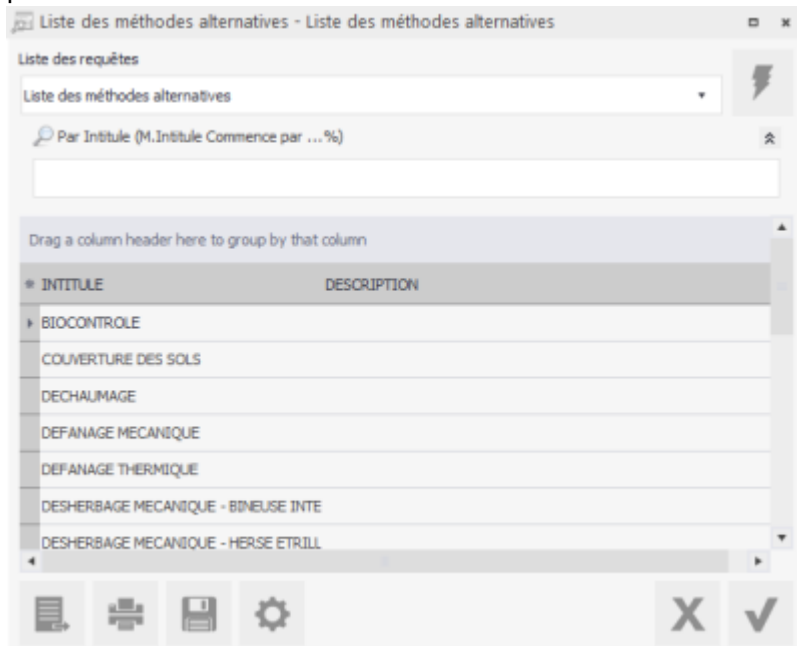 Liste des méthodes alternatives - Liste des méthodes alternatives
Liste des requêtes
Liste des méthodes alternatives
Par Intitule (M.Intitule Commence par ...%)
Drag a column header here to group by that column
INTITULE DESCRIPTION
BIOCONTROLE
COUVERTURE DES SOLS
DECHAUMAGE
DEFANAGE MECANIQUE
DEFANAGE THERMIQUE
DESHERBAGE MECANIQUE - BINEUSE INTE
DESHERBAGE MECANIQUE - HERSE ETRILL